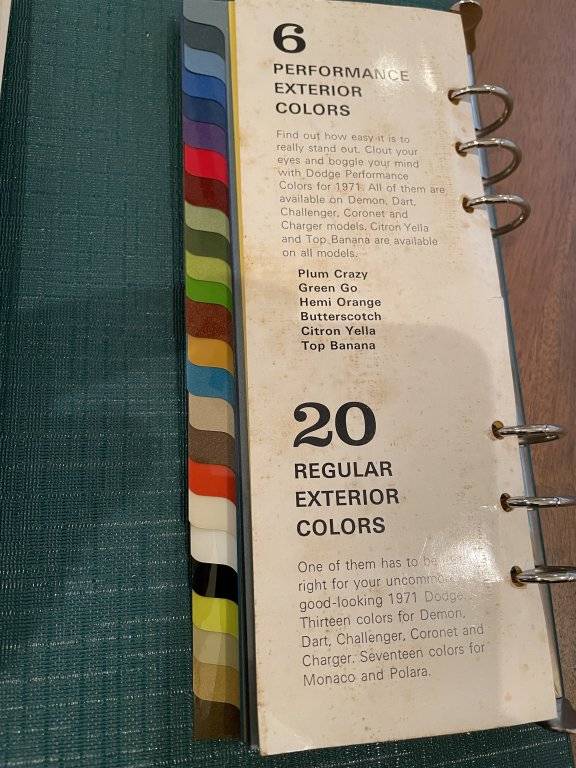 6
PERFORMANCE
EXTERIOR
COLORS
Find out how easy it is to
really stand out. Clout your
eyes and boggle your mind
with Dodge Performance
Colors for 1971. All of them are
available on Demon, Dart,
Challenger, Coronet and
Charger models. Citron Yella
and Top Banana are available
on all models.
Plum Crazy
Green Go
Hemi Orange
Butterscotch
Citron Yella
Top Banana
20
REGULAR
EXTERIOR
COLORS
One of them has to be
right for your
good-looking 1971 Dodge.
Thirteen colors for Demon,
Dart, Challenger, Coronet and
Charger. Seventeen colors for
Monaco and Polara.